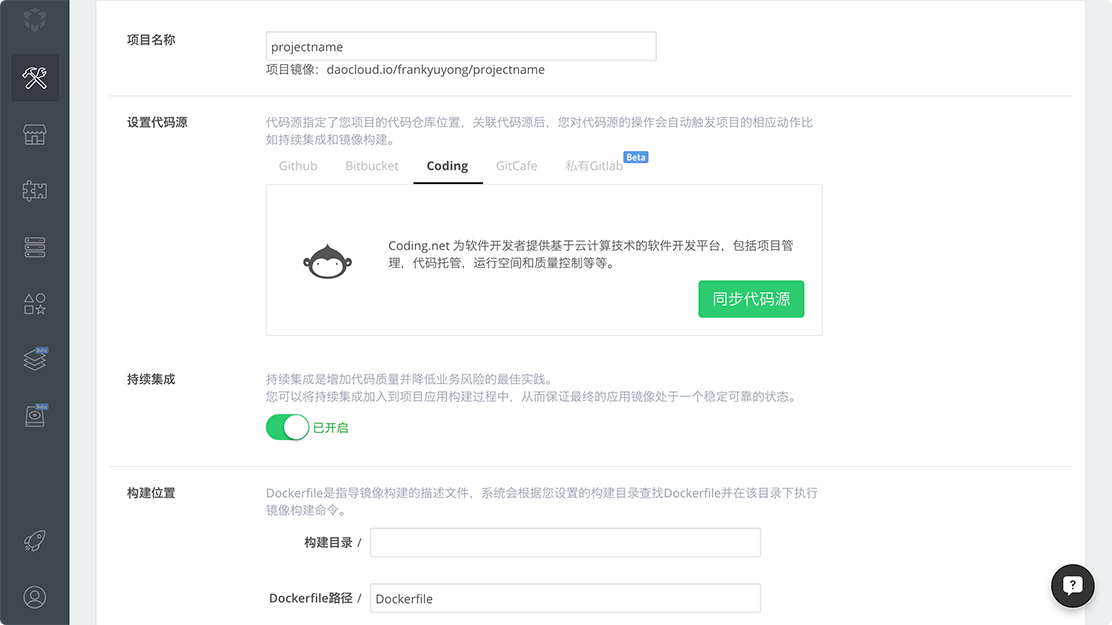 项目名称
projectname
项目镜像：daocloud.io/frankyuyong/projectname
设置代码源
代码源指定了您项目的代码仓库位置，关联代码源后，您对代码源的操作会自动触发项目的相应动作比
如持续集成和镜像构建。
Github Bitbucket Coding GitCafe 私有Gitlab Beta
Coding.net 为软件开发者提供基于云计算技术的软件开发平台，包括项目管
理，代码托管，运行空间和质量控制等等。
同步代码源
持续集成
持续集成是增加代码质量并降低业务风险的最佳实践。
您可以将持续集成加入到项目应用构建过程中，从而保证最终的应用镜像处于一个稳定可靠的状态。
Beta
已开启
Beta
构建位置
Dockerfile是指导镜像构建的描述文件，系统会根据您设置的构建目录查找Dockerfile并在该目录下执行
镜像构建命令。
构建目录 /
Dockerfile路径 / Dockerfile